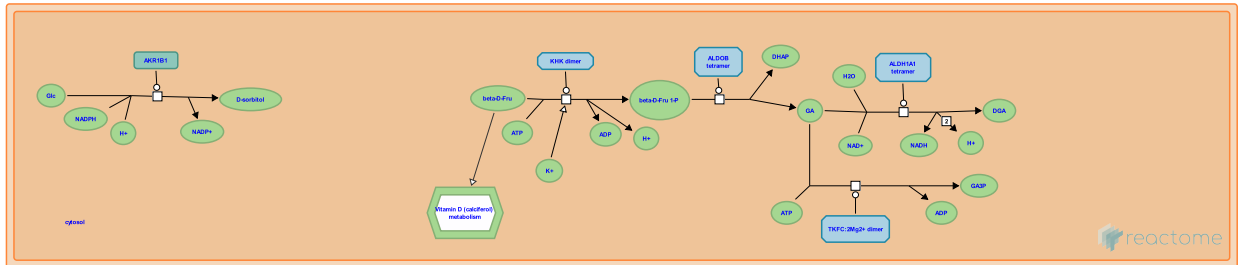 AKR1B1
Glc
NADPH
H+
NADP+
D-sorbitol
KHK dimer
beta-D-Fru
ATP
K+
ADP
H+
beta-D-Fru 1-P
Vitamin D (calciferol)
metabolism
ALDOB
tetramer
DHAP
GA
H2O
NAD+
ALDH1A1
tetramer
NADH
2
H+
DGA
ATP
TKFC:2Mg2+ dimer
ADP
GA3P
cytosol
reactome